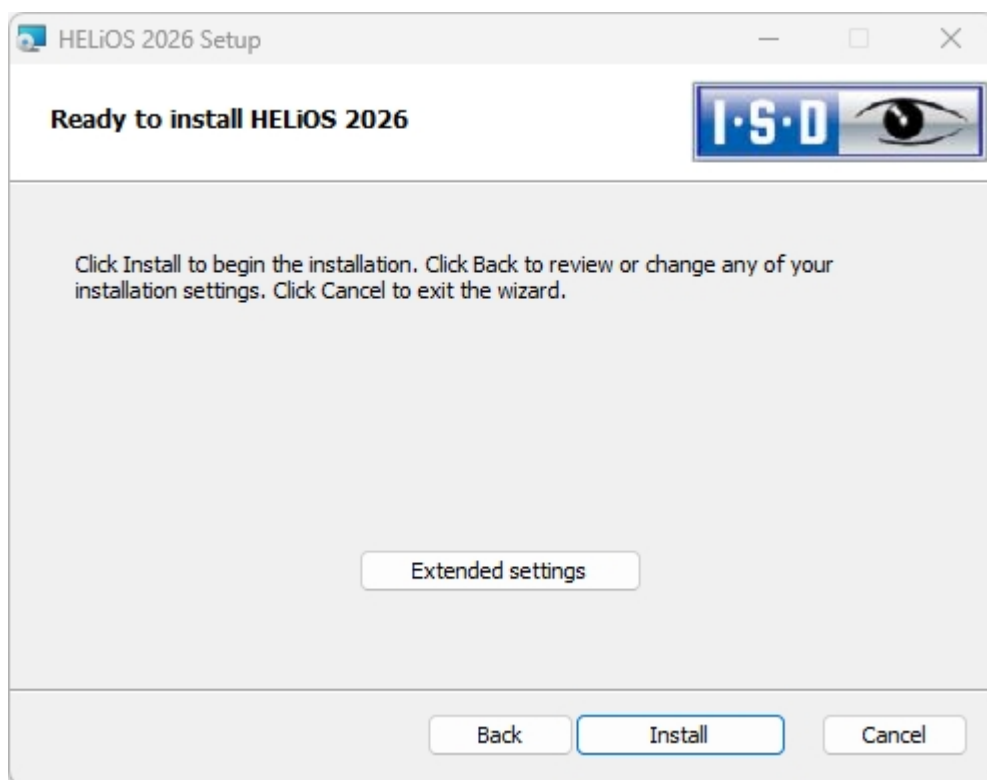 HELiOS 2026 Setup
Ready to install HELiOS 2026
I·S·D
Click Install to begin the installation. Click Back to review or change any of your
installation settings. Click Cancel to exit the wizard.
Extended settings
Back
Install
Cancel